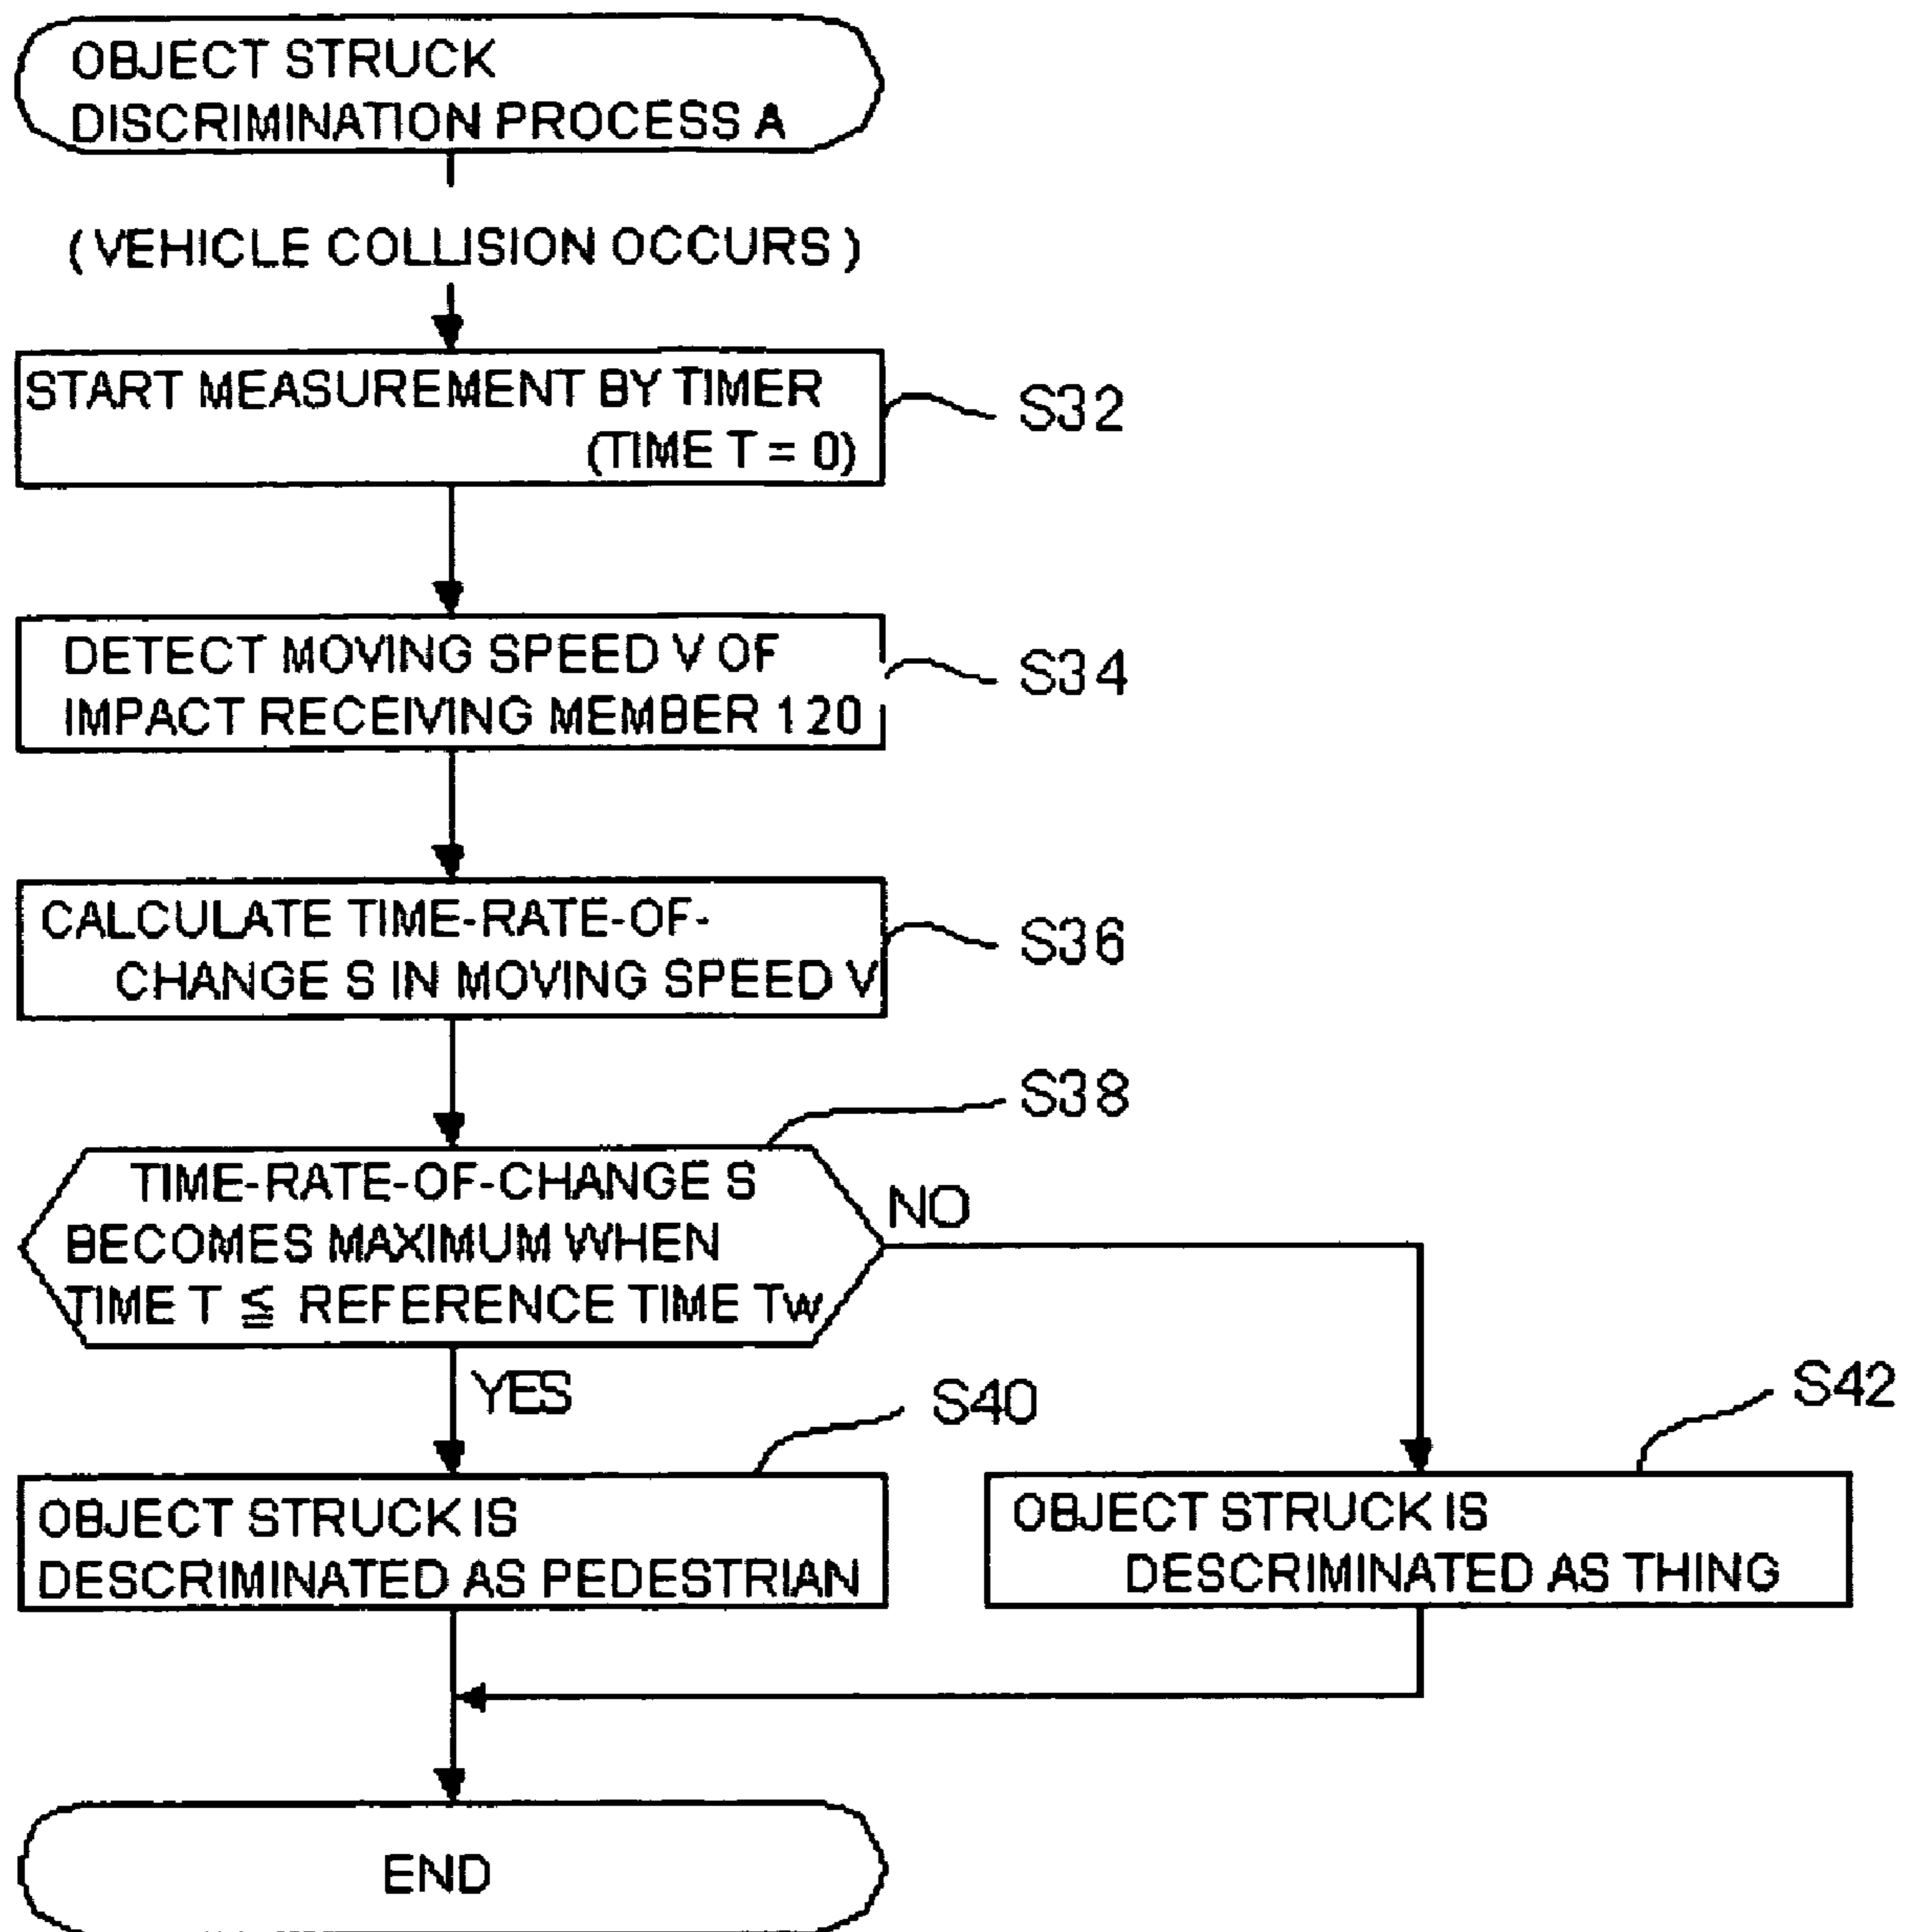 OBJECT STRUCK
DISCRIMINATION PROCESS A
( VEHICLE COLLISION OCCURS )
START MEASUREMENT BY TIMER
(TIME T = 0)
S32
DETECT MOVING SPEED V OF
IMPACT RECEIVING MEMBER 120
S34
CALCULATE TIME-RATE-OF-
CHANGE S IN MOVING SPEED V
S36
S38
TIME-RATE-OF-CHANGE S
BECOMES MAXIMUM WHEN
TIME T ≦ REFERENCE TIME Tw
NO
YES
S40
S42
OBJECT STRUCK IS
DESCRIMINATED AS PEDESTRIAN
OBJECT STRUCK IS
DESCRIMINATED AS THING
END